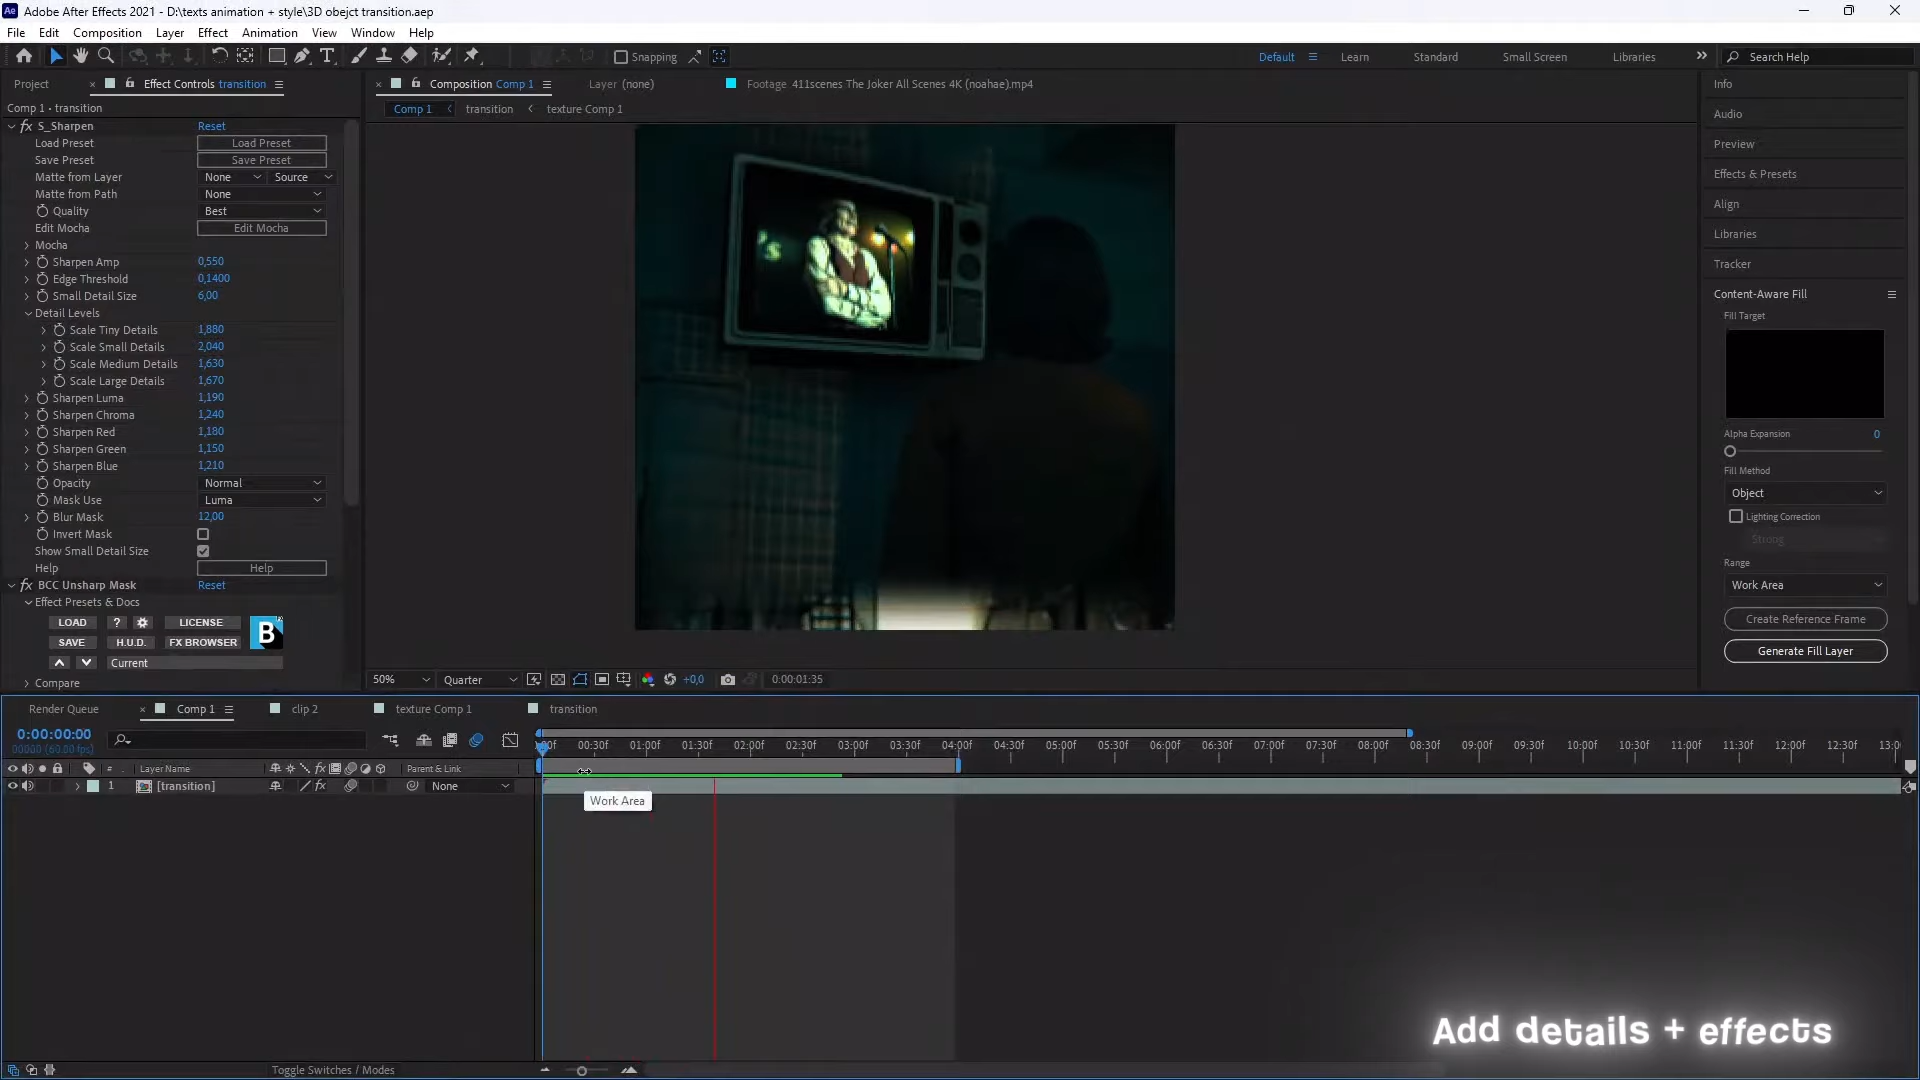 Adobe After Effects 2021 - D:\texts animation + style\3D obejct transition.aep
File Edit Composition Layer Effect Animation View Window Help
Snapping
Default Learn Standard Small Screen Libraries Search Help
Project Effect Controls transition
Comp 1 • transition
S_Sharpen Reset
Load Preset Load Preset
Save Preset Save Preset
Matte from Layer None Source
Matte from Path None
Quality Best
Edit Mocha Edit Mocha
Mocha
Sharpen Amp 0,550
Edge Threshold 0,1400
Small Detail Size 6,00
Detail Levels
Scale Tiny Details 1,880
Scale Small Details 2,040
Scale Medium Details 1,630
Scale Large Details 1,670
Sharpen Luma 1,190
Sharpen Chroma 1,240
Sharpen Red 1,180
Sharpen Green 1,150
Sharpen Blue 1,210
Opacity Normal
Mask Use Luma
Blur Mask 12,00
Invert Mask
Show Small Detail Size
Help Help
BCC Unsharp Mask Reset
Effect Presets & Docs
LOAD ? LICENSE
SAVE H.U.D. FX BROWSER B
Current
Compare
Composition Comp 1 Layer (none) Footage 411scenes The Joker All Scenes 4K (noahae).mp4
Comp 1 transition texture Comp 1
's
50% Quarter +0,0 0:00:01:35
Info
Audio
Preview
Effects & Presets
Align
Libraries
Tracker
Content-Aware Fill
Fill Target
Alpha Expansion 0
Fill Method
Object
Lighting Correction
Strong
Range
Work Area
Create Reference Frame
Generate Fill Layer
Render Queue Comp 1 clip 2 texture Comp 1 transition
0:00:00:00
00000 (60.00 fps)
00f 00:30f 01:00f 01:30f 02:00f 02:30f 03:00f 03:30f 04:00f 04:30f 05:00f 05:30f 06:00f 06:30f 07:00f 07:30f 08:00f 08:30f 09:00f 09:30f 10:00f 10:30f 11:00f 11:30f 12:00f 12:30f 13:0
# Layer Name Parent & Link
1 [transition] None
Work Area
Add details + effects
Toggle Switches / Modes